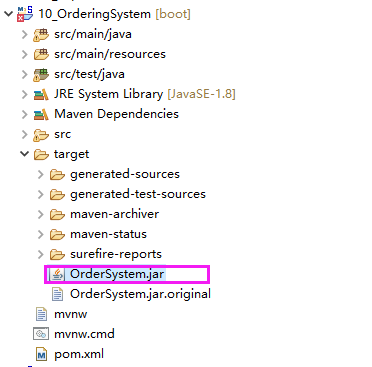 10_OrderingSystem [boot]
src/main/java
src/main/resources
src/test/java
JRE System Library [JavaSE-1.8]
Maven Dependencies
src
target
generated-sources
generated-test-sources
maven-archiver
maven-status
surefire-reports
OrderSystem.jar
OrderSystem.jar.original
mvnw
mvnw.cmd
pom.xml